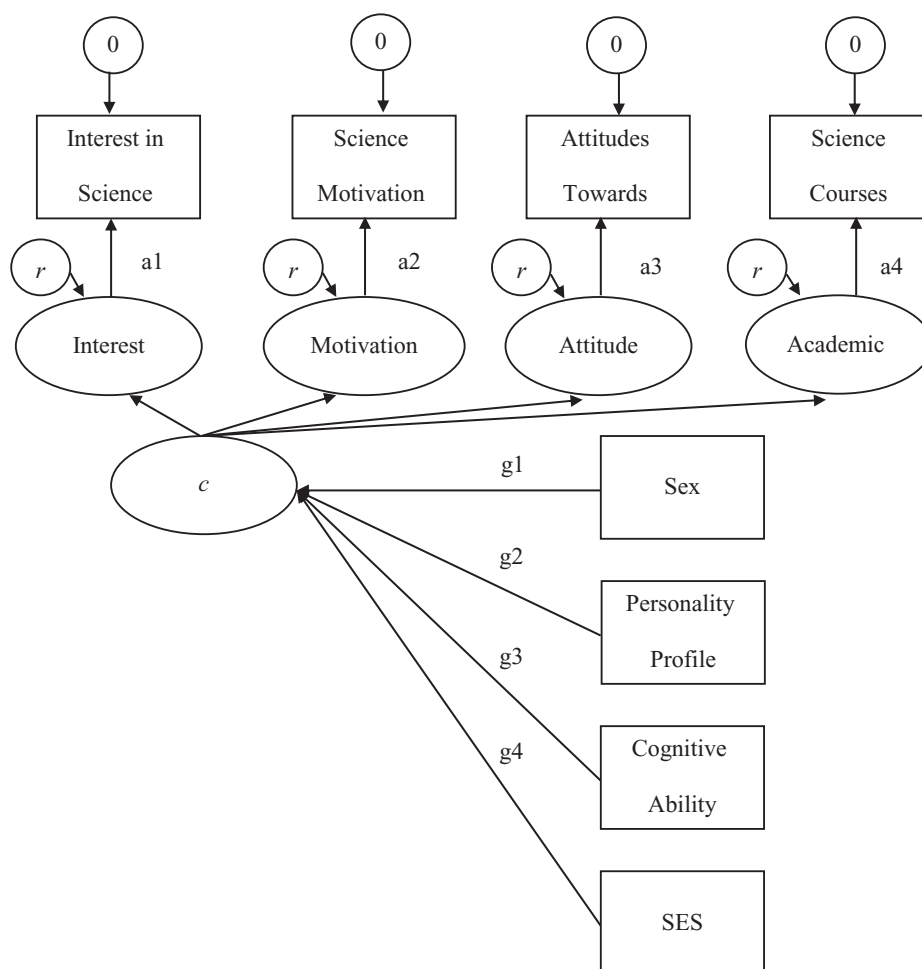 0
0
0
0
Interest in
Science
Science
Motivation
Attitudes
Towards
Science
Courses
r
a1
r
a2
r
a3
r
a4
Interest
Motivation
Attitude
Academic
c
g1
Sex
g2
Personality
Profile
g3
Cognitive
Ability
g4
SES